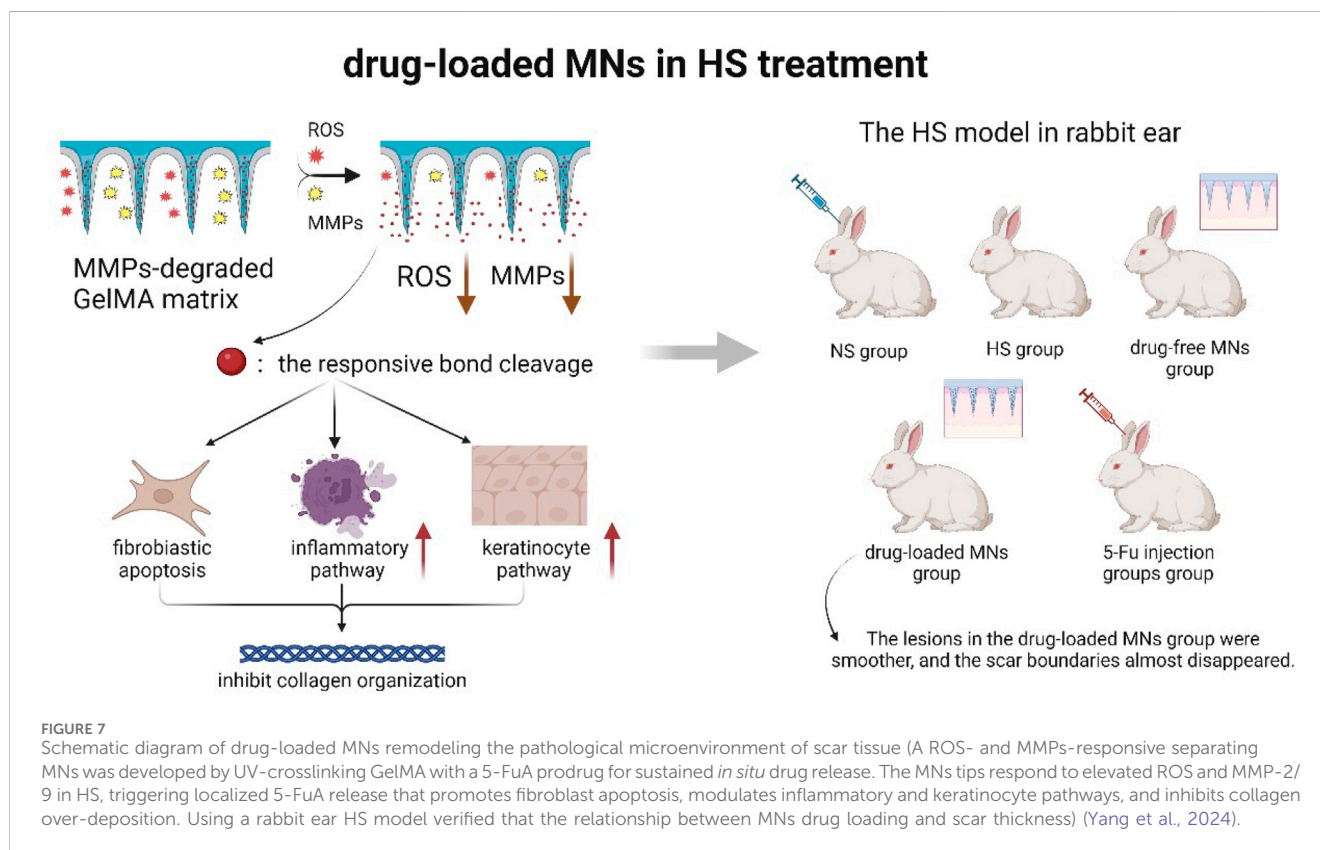 drug-loaded MNs in HS treatment
ROS
MMPs
MMPs-degraded
GelMA matrix
ROS
MMPs
: the responsive bond cleavage
fibrobiastic
apoptosis
inflammatory
pathway
keratinocyte
pathway
inhibit collagen organization
The HS model in rabbit ear
NS group
HS group
drug-free MNs
group
drug-loaded MNs
group
5-Fu injection
groups group
The lesions in the drug-loaded MNs group were
smoother, and the scar boundaries almost disappeared.
FIGURE 7
Schematic diagram of drug-loaded MNs remodeling the pathological microenvironment of scar tissue (A ROS- and MMPs-responsive separating
MNs was developed by UV-crosslinking GelMA with a 5-FuA prodrug for sustained in situ drug release. The MNs tips respond to elevated ROS and MMP-2/
9 in HS, triggering localized 5-FuA release that promotes fibroblast apoptosis, modulates inflammatory and keratinocyte pathways, and inhibits collagen
over-deposition. Using a rabbit ear HS model verified that the relationship between MNs drug loading and scar thickness) (Yang et al., 2024).